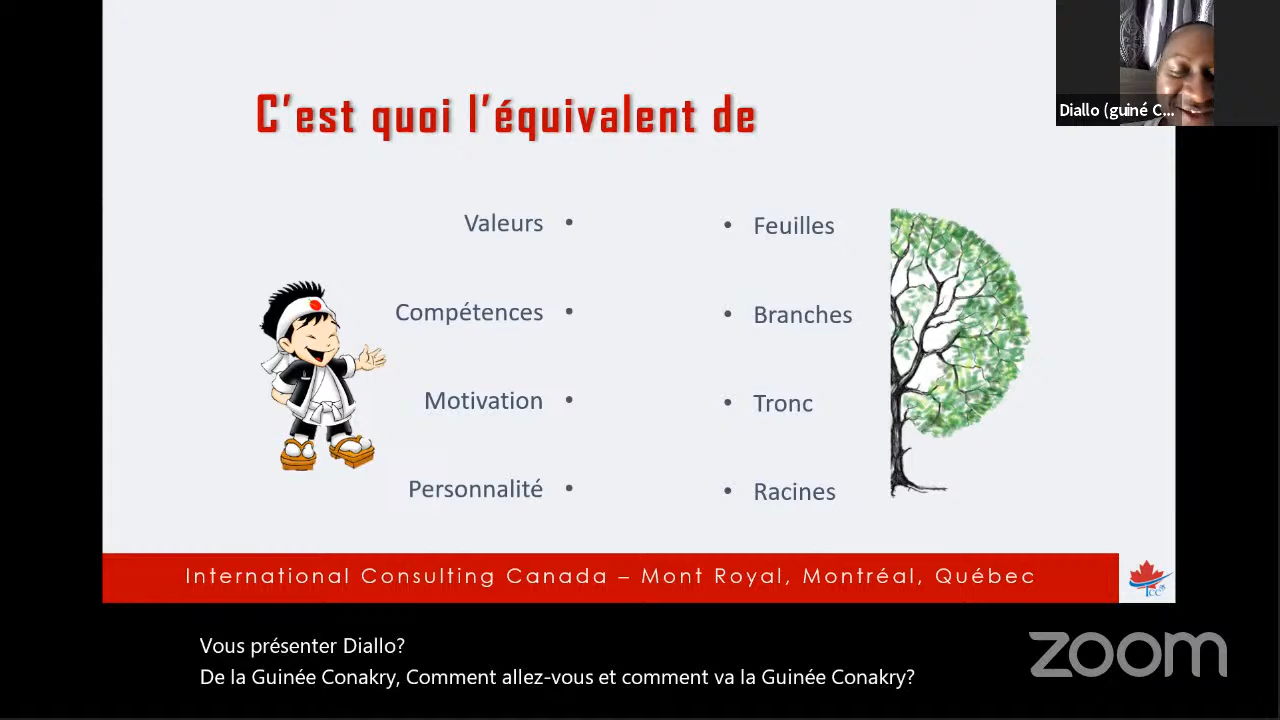 C'est quoi l'équivalent de
Diallo (guiné C...
Valeurs •
• Feuilles
Compétences •
• Branches
Motivation •
• Tronc
Personnalité •
• Racines
International Consulting Canada – Mont Royal, Montréal, Québec
Icc
Vous présenter Diallo?
De la Guinée Conakry, Comment allez-vous et comment va la Guinée Conakry?
zoom